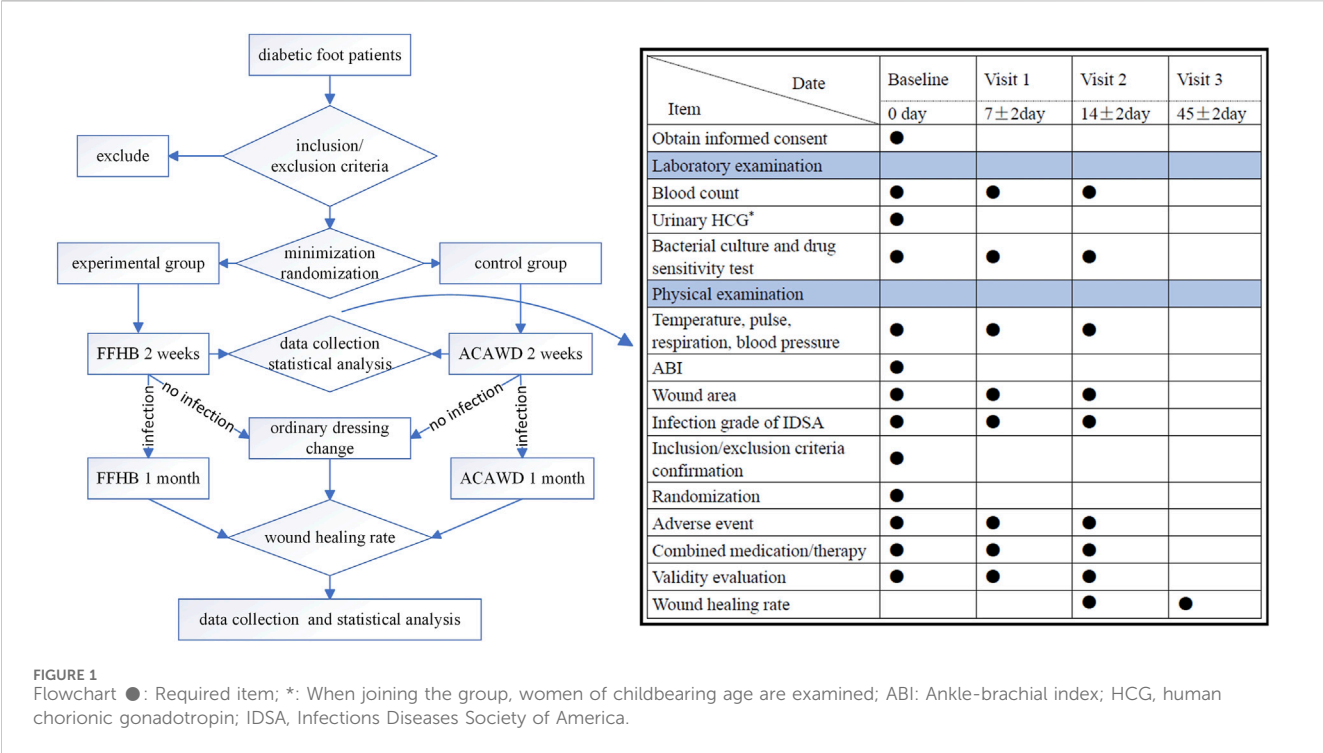 diabetic foot patients
exclude
inclusion/
exclusion criteria
experimental group
minimization
randomization
control group
FFHB 2 weeks
data collection
statistical analysis
ACAWD 2 weeks
infection
no infection
no infection
infection
ordinary dressing
change
FFHB 1 month
ACAWD 1 month
wound healing rate
data collection and statistical analysis
Date Baseline Visit 1 Visit 2 Visit 3
Item 0 day 7±2day 14±2day 45±2day
Obtain informed consent ●
Laboratory examination
Blood count ● ● ●
Urinary HCG* ●
Bacterial culture and drug
sensitivity test ● ● ●
Physical examination
Temperature, pulse,
respiration, blood pressure ● ● ●
ABI ●
Wound area ● ● ●
Infection grade of IDSA ● ● ●
Inclusion/exclusion criteria
confirmation ●
Randomization ●
Adverse event ● ● ●
Combined medication/therapy ● ● ●
Validity evaluation ● ● ●
Wound healing rate ● ●
FIGURE 1
Flowchart ●: Required item; *: When joining the group, women of childbearing age are examined; ABI: Ankle-brachial index; HCG, human
chorionic gonadotropin; IDSA, Infections Diseases Society of America.